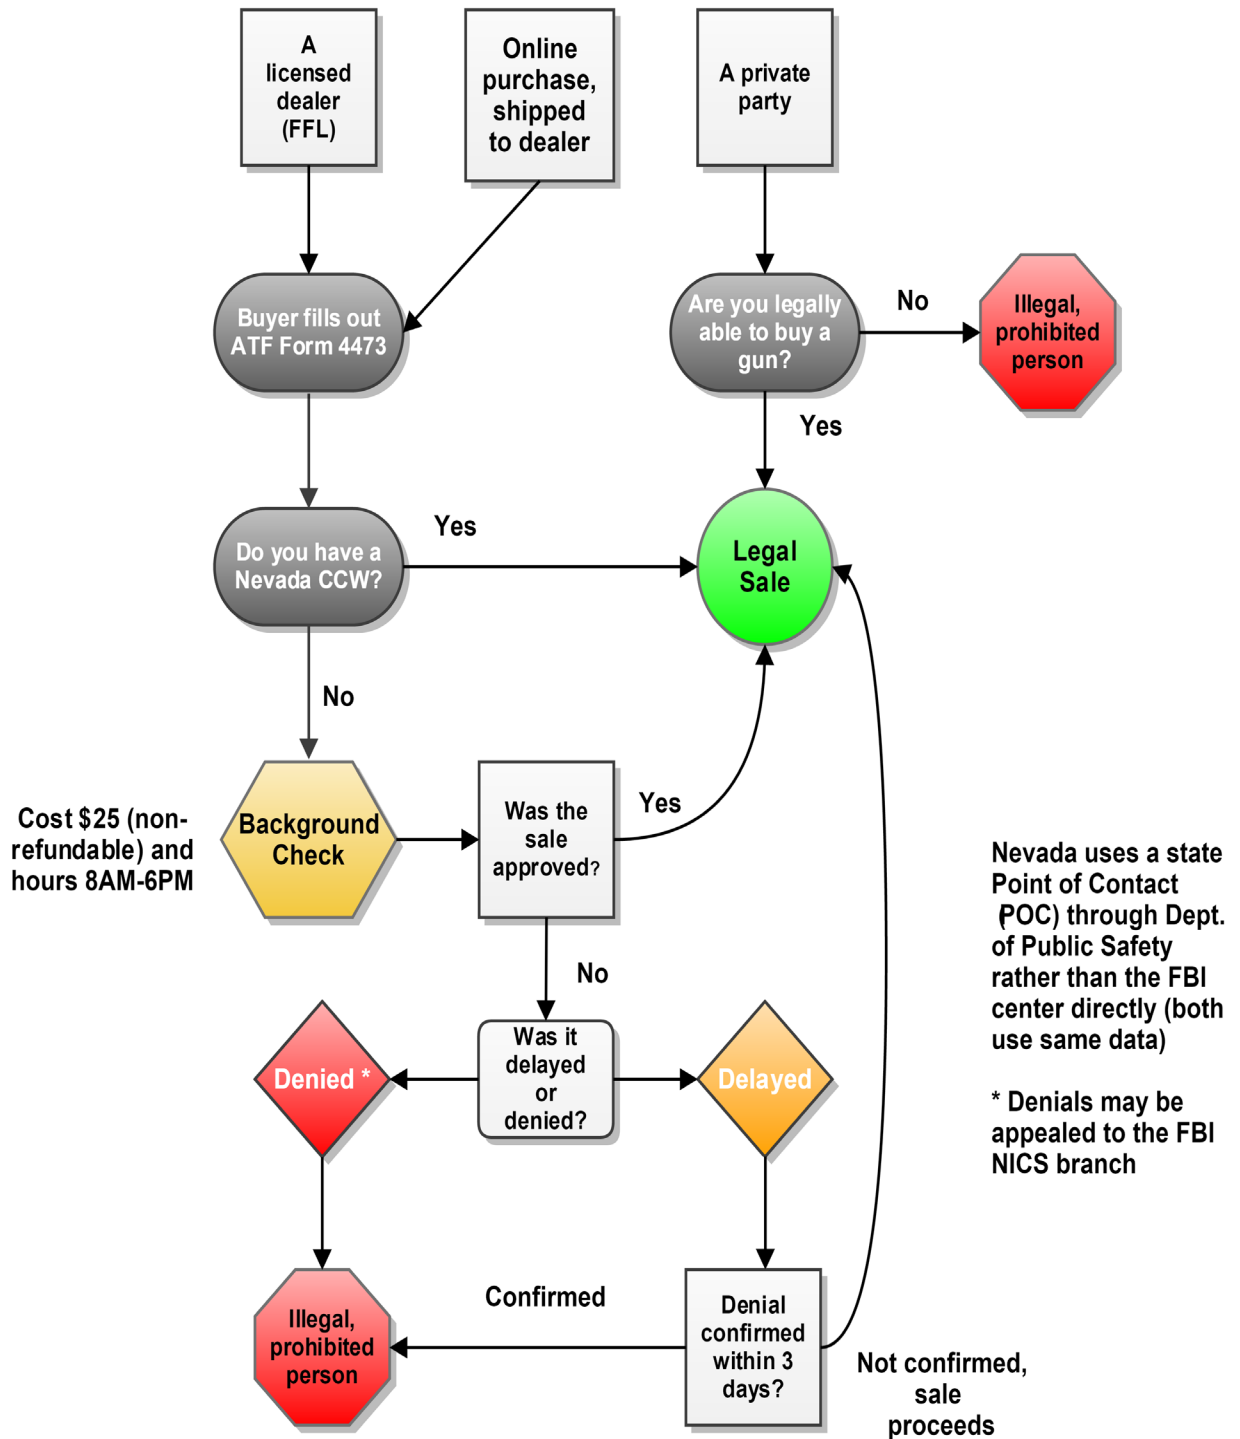 A
licensed
dealer
(FFL)
Online
purchase,
shipped
to dealer
A private
party
Buyer fills out
ATF Form 4473
Are you legally
able to buy a
gun?
No
Illegal,
prohibited
person
Yes
Do you have a
Nevada CCW?
Yes
Legal
Sale
No
Cost $25 (non-
refundable) and
hours 8AM-6PM
Background
Check
Was the
sale
approved?
Yes
No
Nevada uses a state
Point of Contact
(POC) through Dept.
of Public Safety
rather than the FBI
center directly (both
use same data)
* Denials may be
appealed to the FBI
NICS branch
Denied *
Was it
delayed
or
denied?
Delayed
Illegal,
prohibited
person
Confirmed
Denial
confirmed
within 3
days?
Not confirmed,
sale
proceeds